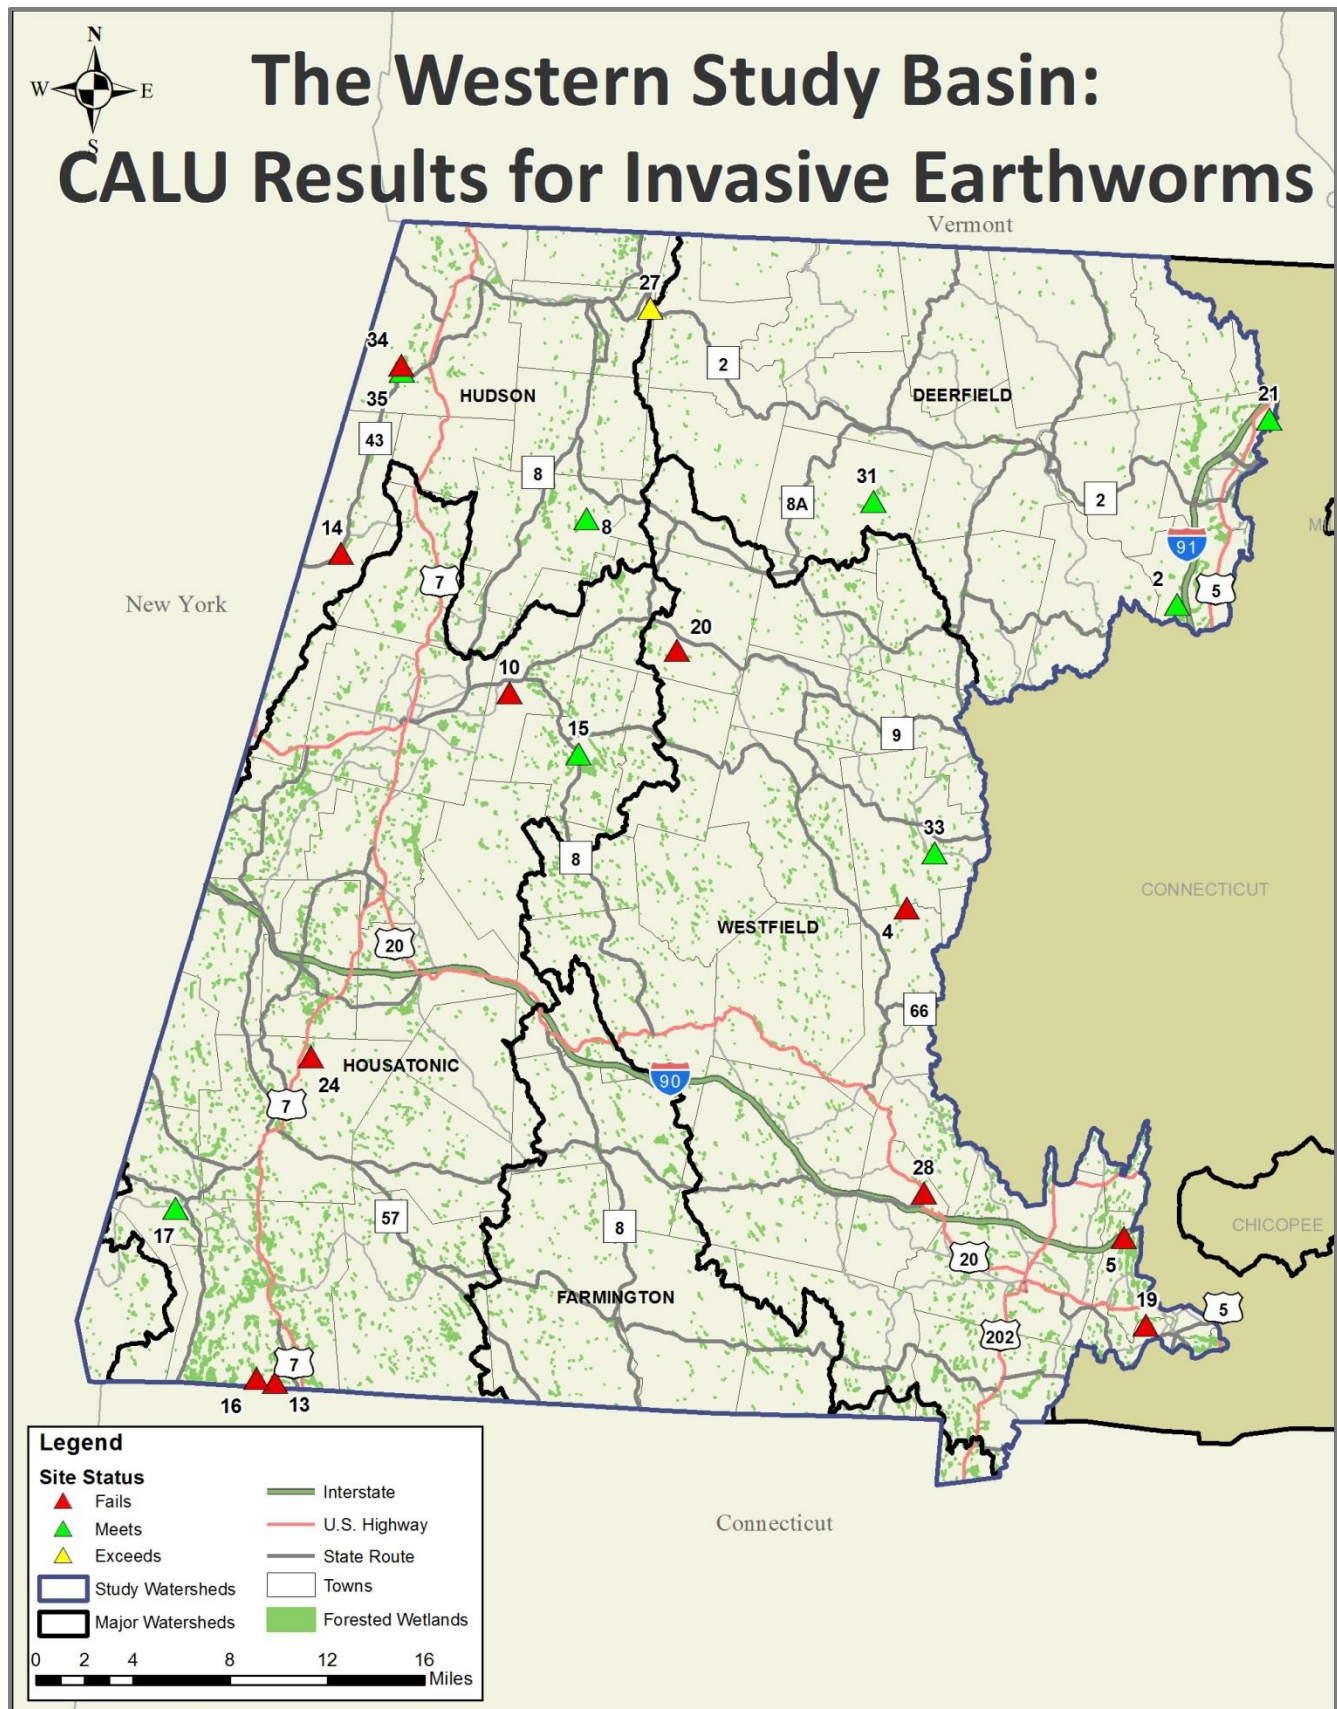 N
W E
S
The Western Study Basin:
CALU Results for Invasive Earthworms
Vermont
27
34
2
35
HUDSON
DEERFIELD
21
43
8
31
8A
2
14
8
91
7
2
5
New York
20
10
15
9
33
8
CONNECTICUT
4
WESTFIELD
20
66
HOUSATONIC
24
90
7
28
17
57
8
CHICOPEE
5
20
FARMINGTON
19
5
202
7
16
13
Legend
Site Status
Fails
Meets
Exceeds
Study Watersheds
Major Watersheds
Interstate
U.S. Highway
State Route
Towns
Forested Wetlands
0 2 4 8 12 16
Miles
Connecticut